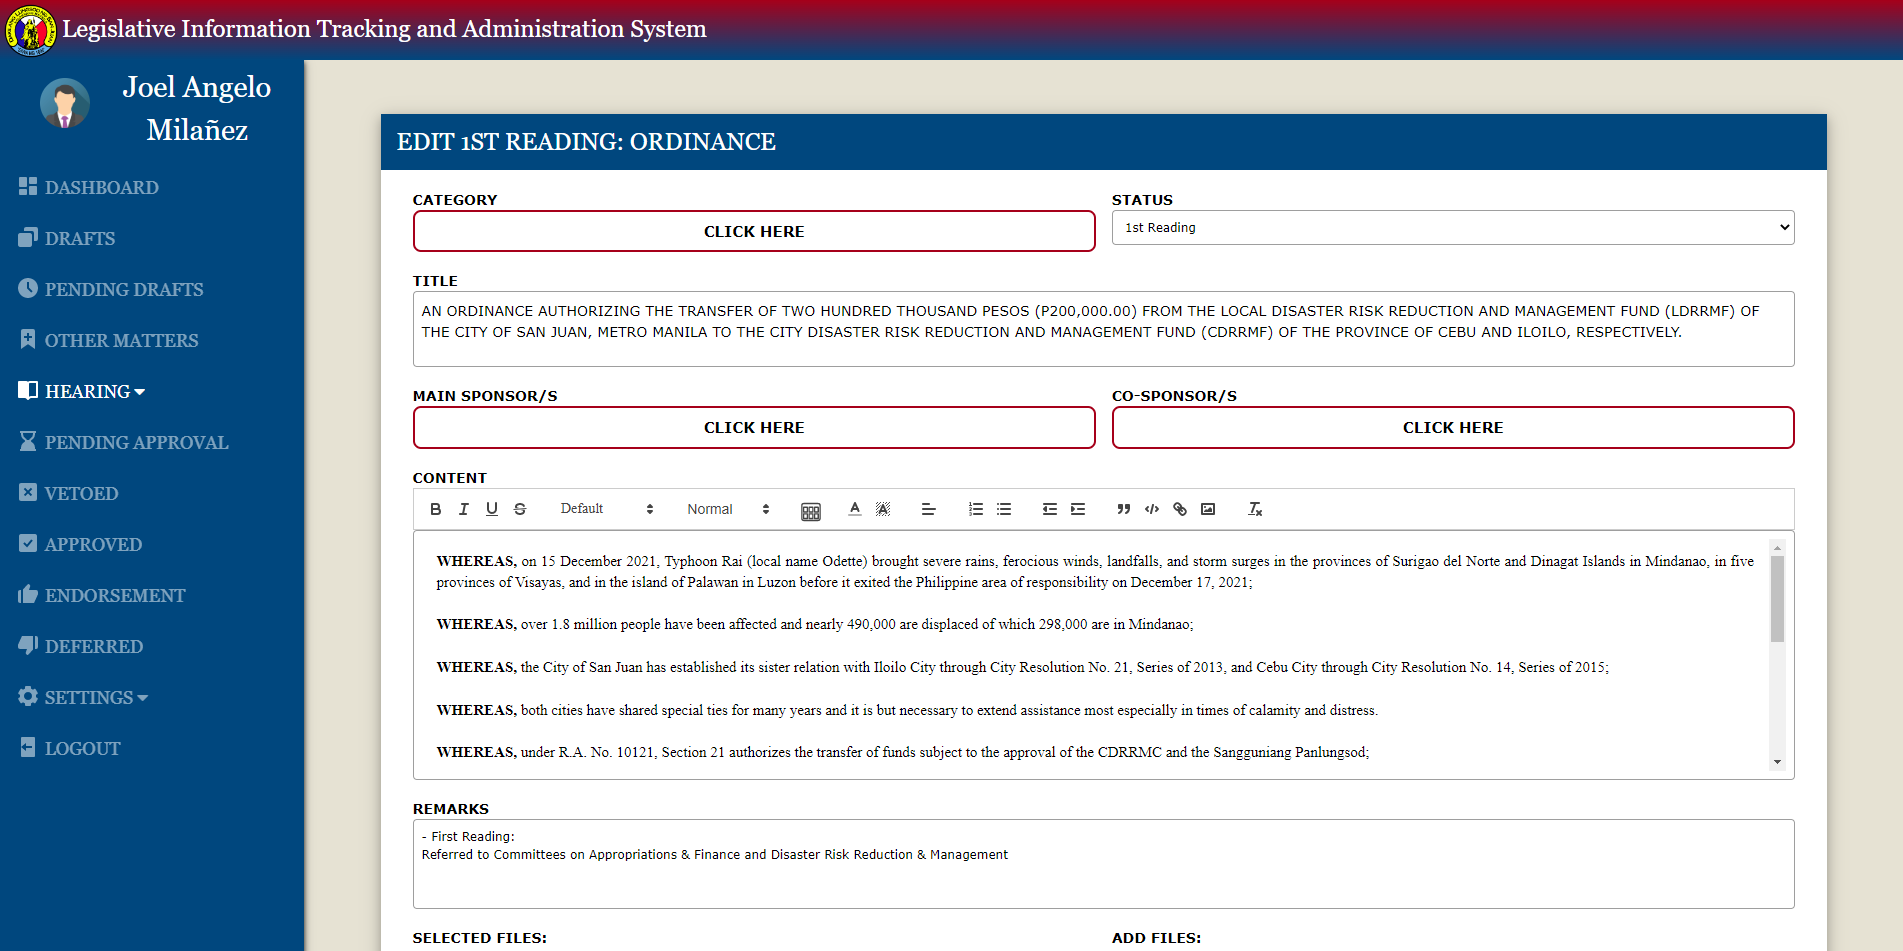 Legislative Information Tracking and Administration System
Joel Angelo
Milañez
DASHBOARD
DRAFTS
PENDING DRAFTS
OTHER MATTERS
HEARING
PENDING APPROVAL
VETOED
APPROVED
ENDORSEMENT
DEFERRED
SETTINGS
LOGOUT
EDIT 1ST READING: ORDINANCE
CATEGORY
CLICK HERE
STATUS
1st Reading
TITLE
AN ORDINANCE AUTHORIZING THE TRANSFER OF TWO HUNDRED THOUSAND PESOS (P200,000.00) FROM THE LOCAL DISASTER RISK REDUCTION AND MANAGEMENT FUND (LDRRMF) OF
THE CITY OF SAN JUAN, METRO MANILA TO THE CITY DISASTER RISK REDUCTION AND MANAGEMENT FUND (CDRRMF) OF THE PROVINCE OF CEBU AND ILOILO, RESPECTIVELY.
MAIN SPONSOR/S
CLICK HERE
CO-SPONSOR/S
CLICK HERE
CONTENT
Default Normal
WHEREAS, on 15 December 2021, Typhoon Rai (local name Odette) brought severe rains, ferocious winds, landfalls, and storm surges in the provinces of Surigao del Norte and Dinagat Islands in Mindanao, in five
provinces of Visayas, and in the island of Palawan in Luzon before it exited the Philippine area of responsibility on December 17, 2021;
WHEREAS, over 1.8 million people have been affected and nearly 490,000 are displaced of which 298,000 are in Mindanao;
WHEREAS, the City of San Juan has established its sister relation with Iloilo City through City Resolution No. 21, Series of 2013, and Cebu City through City Resolution No. 14, Series of 2015;
WHEREAS, both cities have shared special ties for many years and it is but necessary to extend assistance most especially in times of calamity and distress.
WHEREAS, under R.A. No. 10121, Section 21 authorizes the transfer of funds subject to the approval of the CDRRMC and the Sangguniang Panlungsod;
REMARKS
- First Reading:
Referred to Committees on Appropriations & Finance and Disaster Risk Reduction & Management
SELECTED FILES:
ADD FILES: